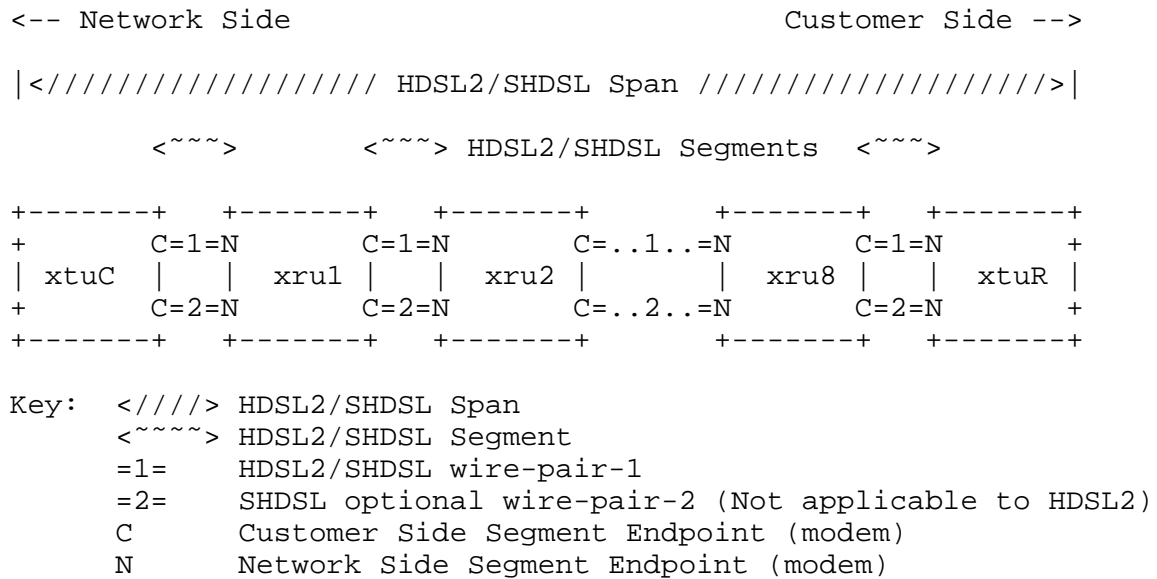 <-- Network Side                             Customer Side -->
|</////////////////// HDSL2/SHDSL Span ////////////////////>|
        <~~~>       <~~~> HDSL2/SHDSL Segments  <~~~>
+-------+   +-------+   +-------+       +-------+   +-------+
+       C=1=N       C=1=N       C=..1..=N       C=1=N       +
| xtuC  |   |  xru1 |   |  xru2 |       |  xru8 |   |  xtuR |
+       C=2=N       C=2=N       C=..2..=N       C=2=N       +
+-------+   +-------+   +-------+       +-------+   +-------+
Key:  <////> HDSL2/SHDSL Span
      <~~~~> HDSL2/SHDSL Segment
      =1=    HDSL2/SHDSL wire-pair-1
      =2=    SHDSL optional wire-pair-2 (Not applicable to HDSL2)
      C      Customer Side Segment Endpoint (modem)
      N      Network Side Segment Endpoint (modem)